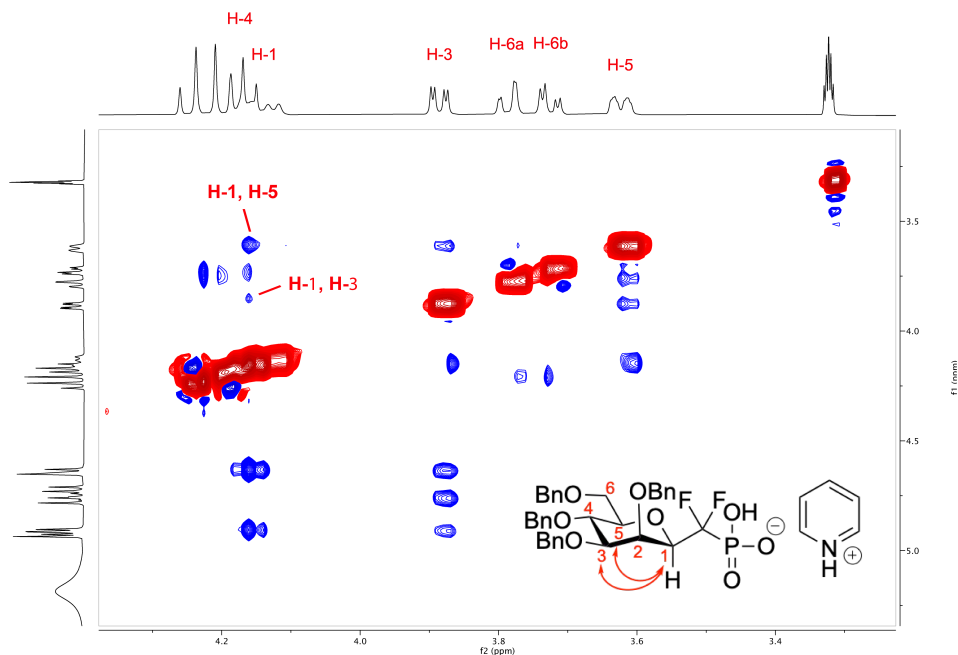 H-4
H-1
H-3
H-6a
H-6b
H-5
H-1, H-5
H-1, H-3
3.5
4.0
4.5
5.0
f1 (ppm)
4.2
4.0
3.8
3.6
3.4
f2 (ppm)
6
BnO
OBn
F
F
4
O
OH
BnO
5
P
O
−
BnO
3
2
1
H
O
N
H
+